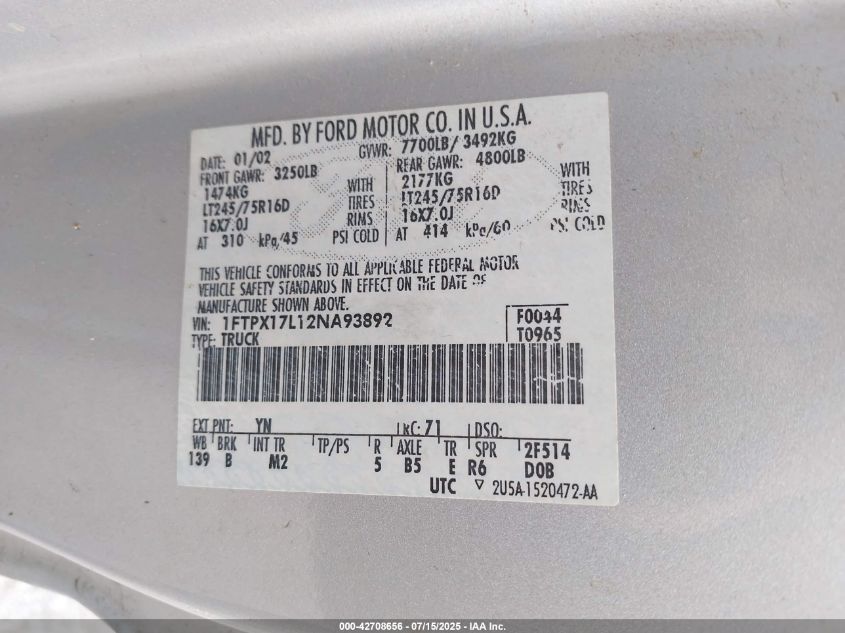 MFD. BY FORD MOTOR CO. IN U.S.A.
DATE: 01/02 GVWR: 7700LB/ 3492KG
FRONT GAWR: 3250LB REAR GAWR: 4800LB
1474KG WITH 2177KG WITH
LT245/75R16D TIRES LT245/75R16D TIRES
16X7.0J RIMS 16X7.0J RIMS
AT 310 kPa/45 PSI COLD AT 414 kPa/60 PSI COLD
THIS VEHICLE CONFORMS TO ALL APPLICABLE FEDERAL MOTOR
VEHICLE SAFETY STANDARDS IN EFFECT ON THE DATE OF
MANUFACTURE SHOWN ABOVE.
VIN: 1FTPX17L12NA93892 F0044
TYPE: TRUCK T0965
EXT PNT: YN RC: 71 DSO:
WB BRK INT TR TP/PS R AXLE TR SPR 2F514
139 B M2 5 B5 E R6 DOB
UTC ▽ 2U5A-1520472-AA
000-42708656 - 07/15/2025 - IAA Inc.